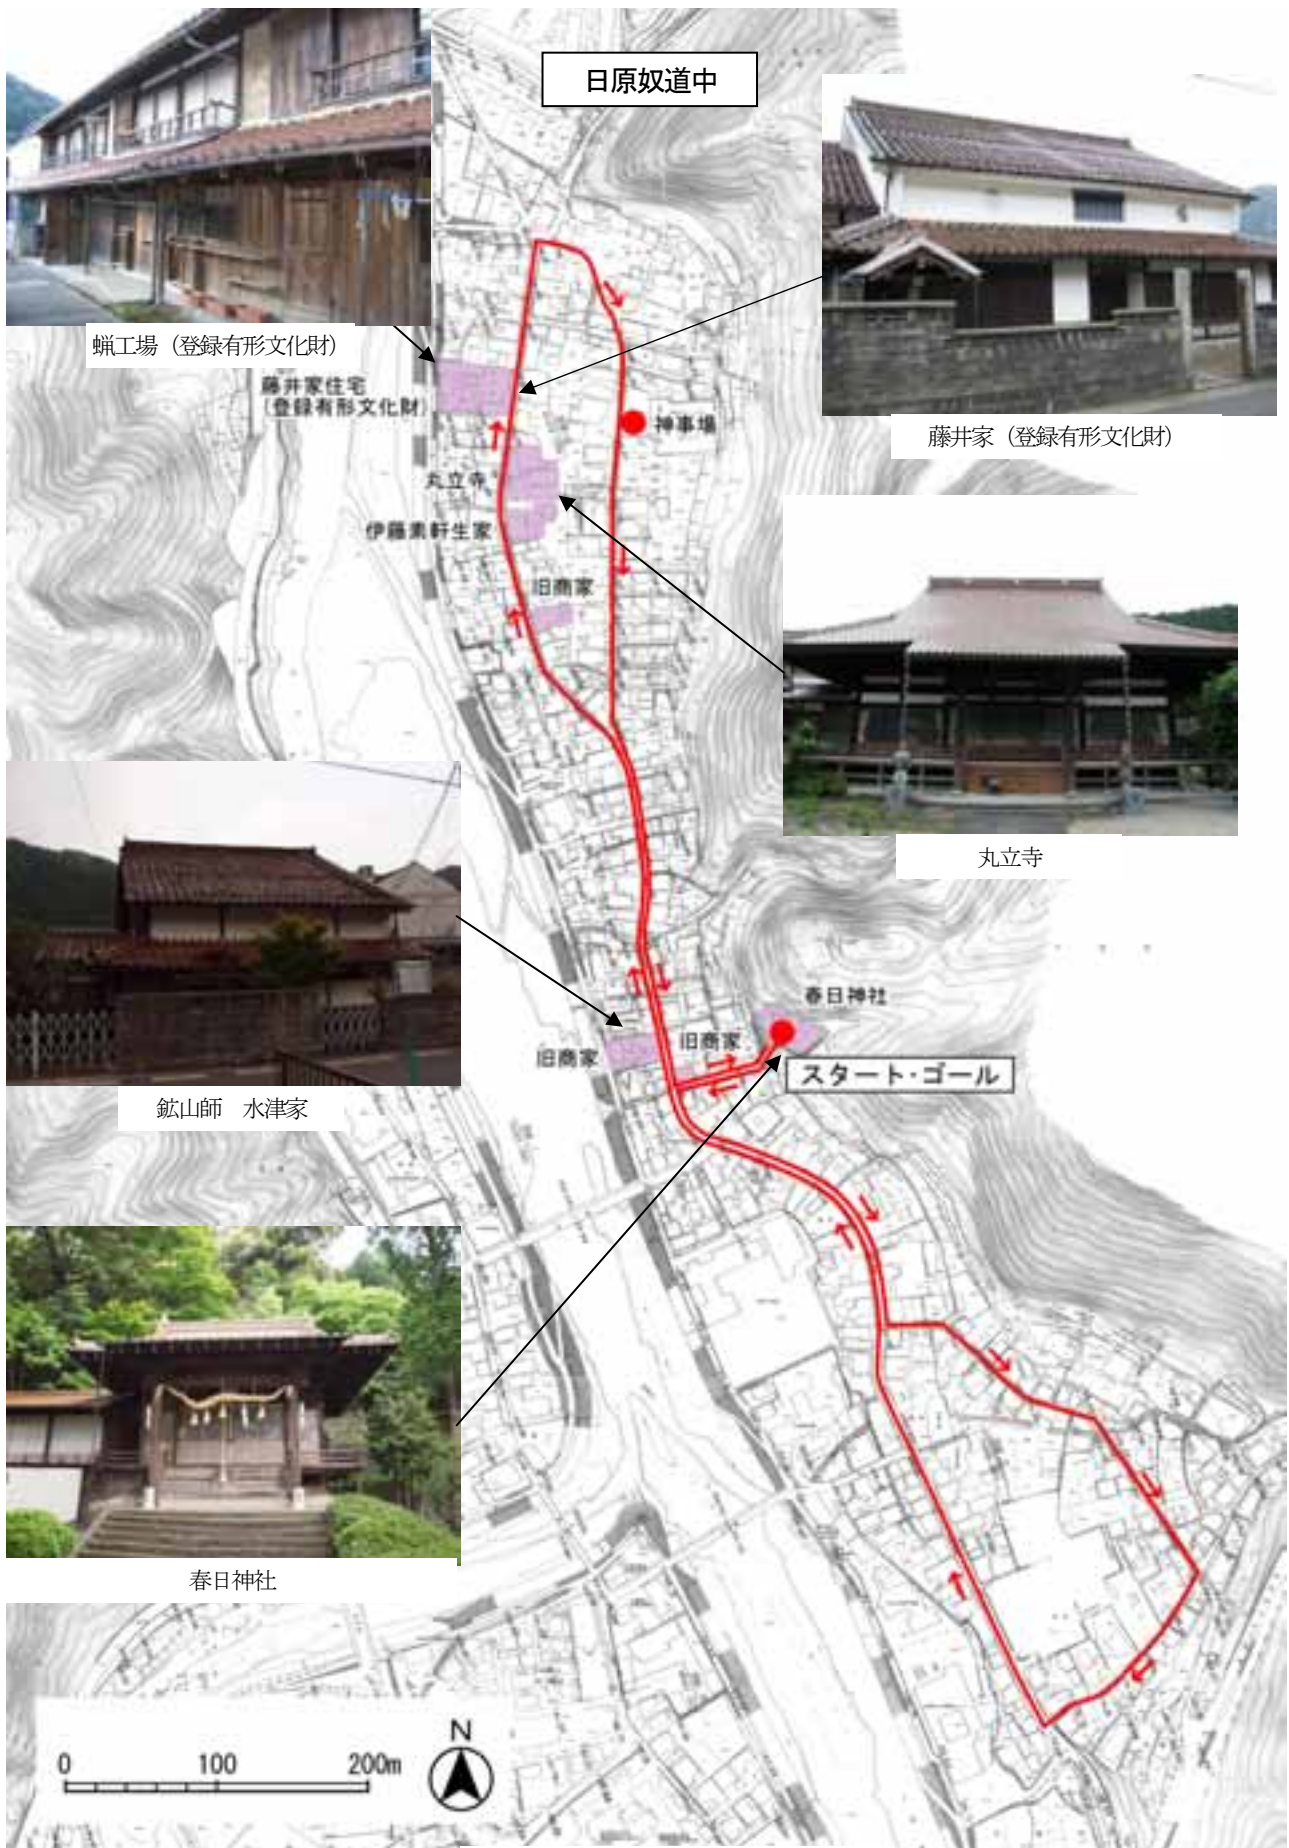 日原奴道中
蝋工場（登録有形文化財）
藤井家住宅
（登録有形文化財）
藤井家（登録有形文化財）
神事場
丸立寺
伊藤素軒生家
旧商家
丸立寺
春日神社
旧商家
旧商家
スタート・ゴール
鉱山師　水津家
春日神社
N
0 100 200m